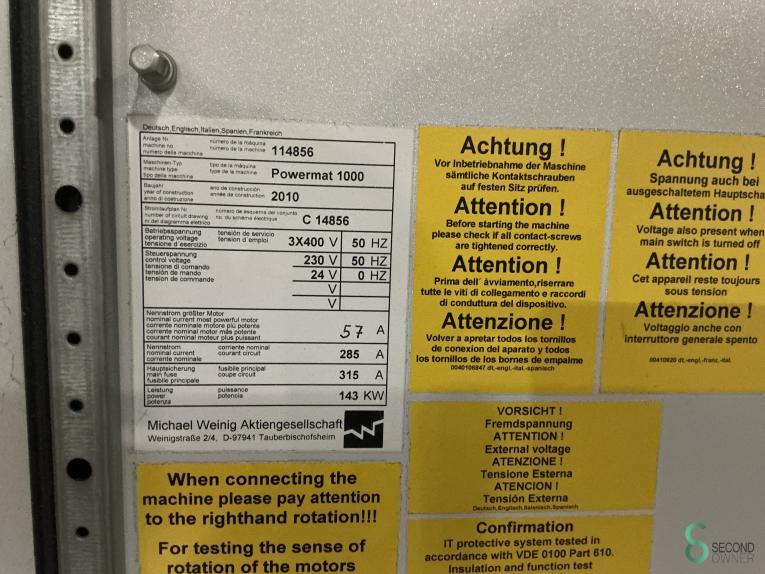 Deutsch,Englisch,Italien,Spanien,Frankreich
Anlage Nr
machine no.
numero della macchina
número de la máquina
numéro de la machine
114856
Maschinen-Typ
machine type
tipo della macchina
tipo de la máquina
type de la machine
Powermat 1000
Baujahr
year of construction
anno di costruzione
ano de construcción
année de construction
2010
Stromlaufplan Nr
number of circuit drawing
nr del diagramma elettrico
número de esquema del conjunto
no. du schéma électrique
C 14856
Betriebsspannung
operating voltage
tensione d'esercizio
tensión de servicio
tension d'emploi
3X400 V 50 HZ
Steuerspannung
control voltage
tensione di comando
tensión de mando
tension de commande
230 V 50 HZ
24 V 0 HZ
V
V
Nennstrom größter Motor
nominal current most powerful motor
corrente nominale motore più potente
corriente nominal motor más potente
courant nominal moteur plus puissant
57 A
Nennstrom
nominal current
corrente nominale
corriente nominal
courant circuit
285 A
Hauptsicherung
main fuse
fusibile principale
fusible principal
coupe circuit
315 A
Leistung
power
potenza
puissance
potencia
143 KW
Michael Weinig Aktiengesellschaft
Weinigstraße 2/4, D-97941 Tauberbischofsheim
Achtung !
Vor Inbetriebnahme der Maschine
sämtliche Kontaktschrauben
auf festen Sitz prüfen.
Attention !
Before starting the machine
please check if all contact-screws
are tightened correctly.
Attention !
Prima dell´ àvviamento,riserrare
tutte le viti di collegamento e raccordi
di conduttura del dispositivo.
Attenzione !
Volver a apretar todos los tornillos
de conexion del aparato y todos
los tornillos de los bornes de empalme
0040106847 dt,-engl,-ital,-spanisch
Achtung !
Spannung auch bei
ausgeschaltetem Hauptscha
Attention !
Voltage also present when
main switch is turned off
Attention !
Cet appareil reste toujours
sous tension
Attenzione !
Voltaggio anche con
interruttore generale spento
00410820 dt,-engl,-franc,-ital.
VORSICHT !
Fremdspannung
ATTENTION !
External voltage
ATENZIONE !
Tensione Esterna
ATENCION !
Tensión Externa
Deutsch,Englisch,Italienisch,Spanisch
When connecting the
machine please pay attention
to the righthand rotation!!!
For testing the sense of
rotation of the motors
Confirmation
IT protective system tested in
accordance with VDE 0100 Part 610.
Insulation and function test
SECOND
OWNER